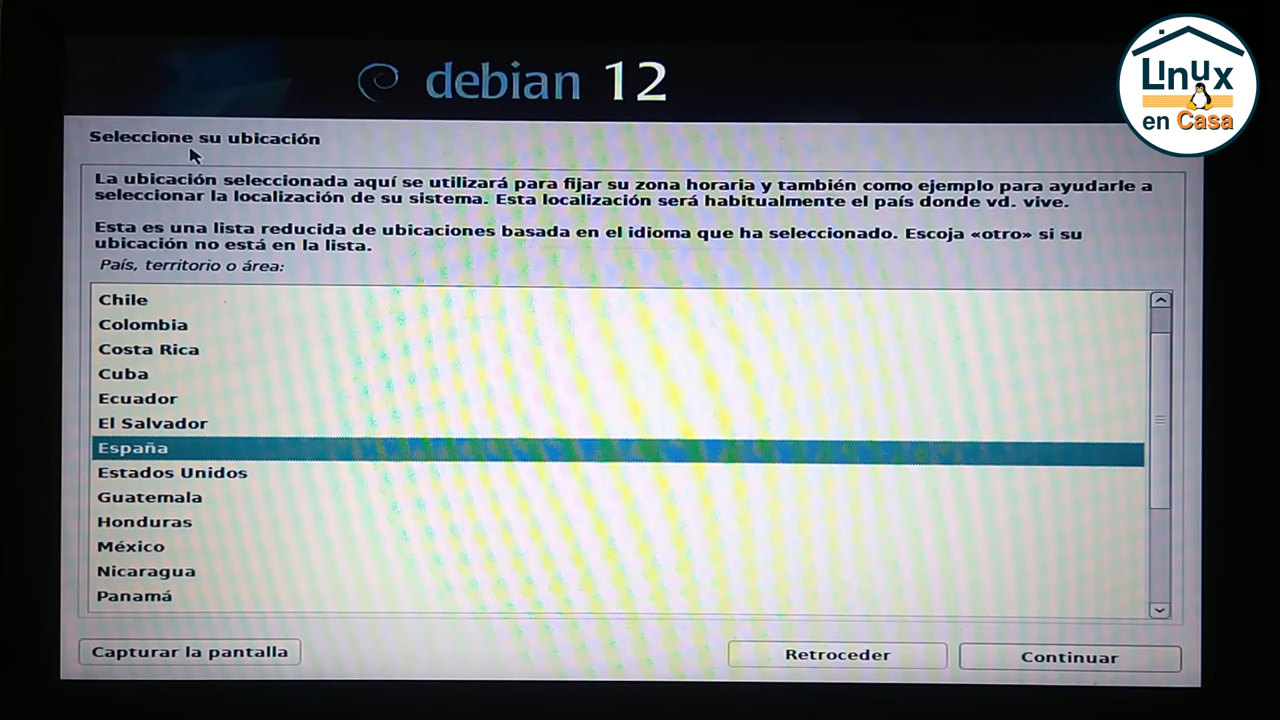 debian 12
Linux
en Casa
Seleccione su ubicación
La ubicación seleccionada aquí se utilizará para fijar su zona horaria y también como ejemplo para ayudarle a
seleccionar la localización de su sistema. Esta localización será habitualmente el país donde vd. vive.
Esta es una lista reducida de ubicaciones basada en el idioma que ha seleccionado. Escoja «otro» si su
ubicación no está en la lista.
País, territorio o área:
Chile
Colombia
Costa Rica
Cuba
Ecuador
El Salvador
España
Estados Unidos
Guatemala
Honduras
México
Nicaragua
Panamá
Capturar la pantalla
Retroceder
Continuar